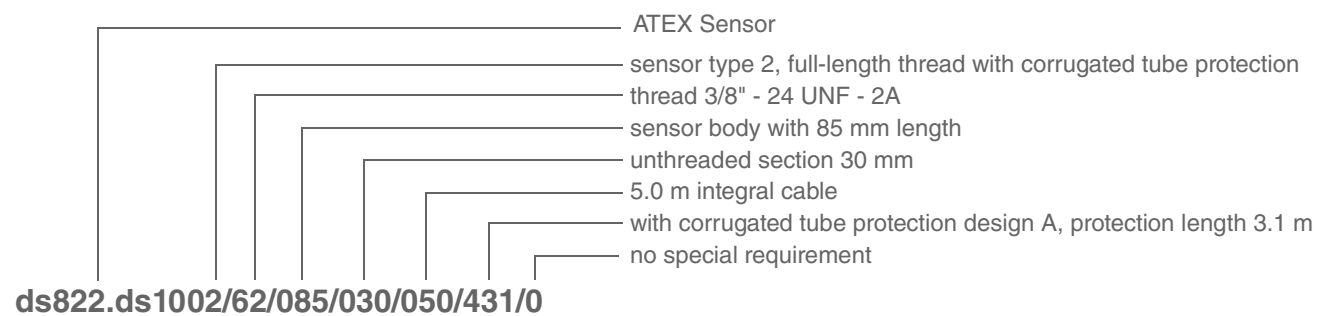 ATEX Sensor
sensor type 2, full-length thread with corrugated tube protection
thread 3/8" - 24 UNF - 2A
sensor body with 85 mm length
unthreaded section 30 mm
5.0 m integral cable
with corrugated tube protection design A, protection length 3.1 m
no special requirement
ds822.ds1002/62/085/030/050/431/0